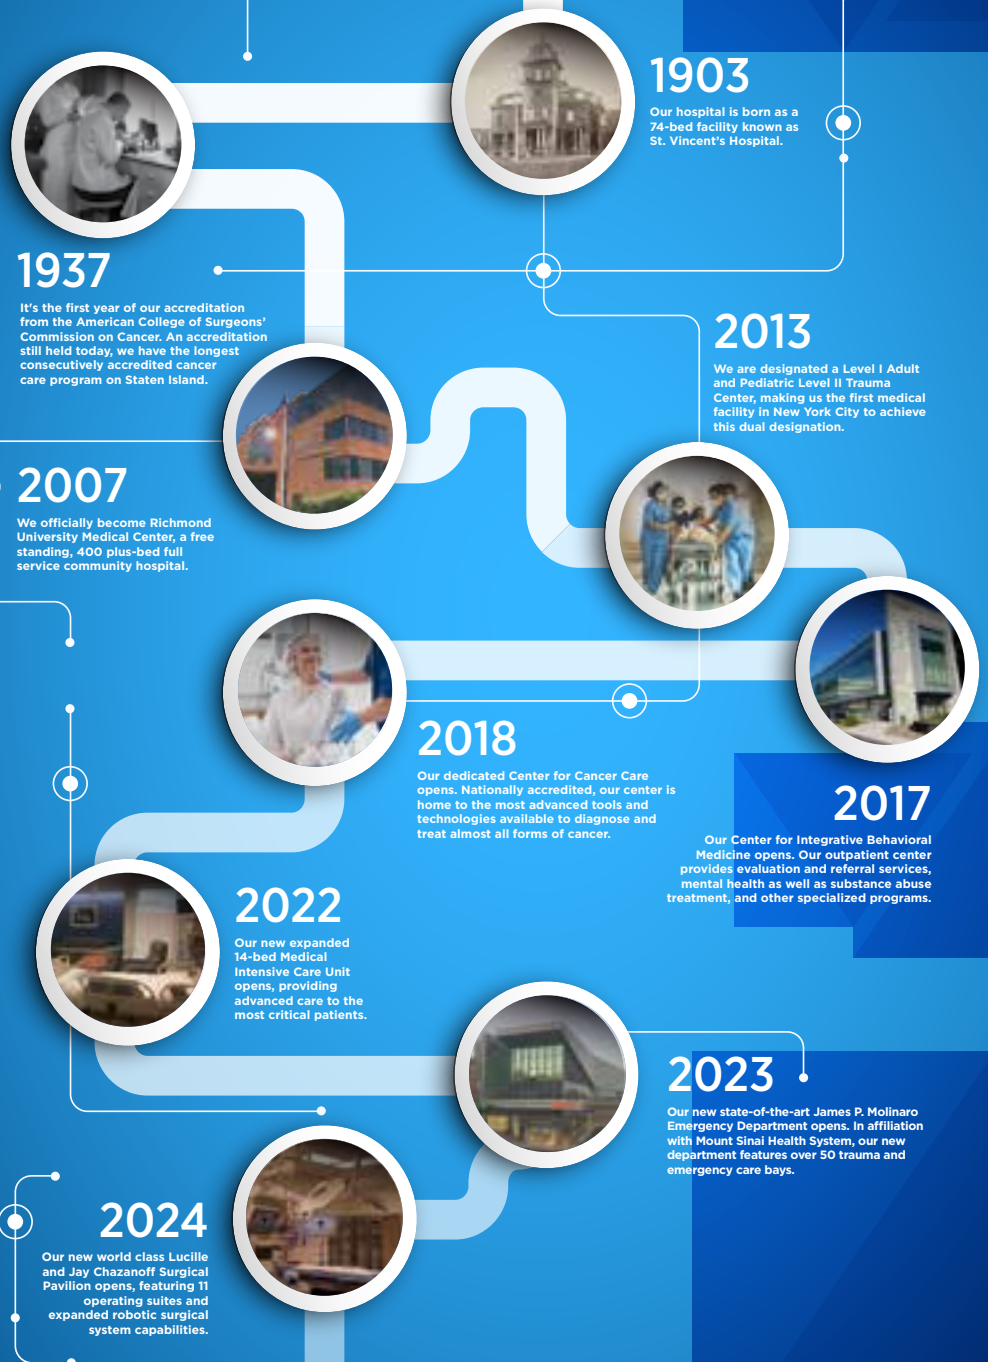 1903
Our hospital is born as a
74-bed facility known as
St. Vincent's Hospital.
1937
It's the first year of our accreditation
from the American College of Surgeons'
Commission on Cancer. An accreditation
still held today, we have the longest
consecutively accredited cancer
care program on Staten Island.
2007
We officially become Richmond
University Medical Center, a free
standing, 400 plus-bed full
service community hospital.
2013
We are designated a Level I Adult
and Pediatric Level II Trauma
Center, making us the first medical
facility in New York City to achieve
this dual designation.
2017
Our Center for Integrative Behavioral
Medicine opens. Our outpatient center
provides evaluation and referral services,
mental health as well as substance abuse
treatment, and other specialized programs.
2018
Our dedicated Center for Cancer Care
opens. Nationally accredited, our center is
home to the most advanced tools and
technologies available to diagnose and
treat almost all forms of cancer.
2022
Our new expanded
14-bed Medical
Intensive Care Unit
opens, providing
advanced care to the
most critical patients.
2023
Our new state-of-the-art James P. Molinaro
Emergency Department opens. In affiliation
with Mount Sinai Health System, our new
department features over 50 trauma and
emergency care bays.
2024
Our new world class Lucille
and Jay Chazanoff Surgical
Pavilion opens, featuring 11
operating suites and
expanded robotic surgical
system capabilities.